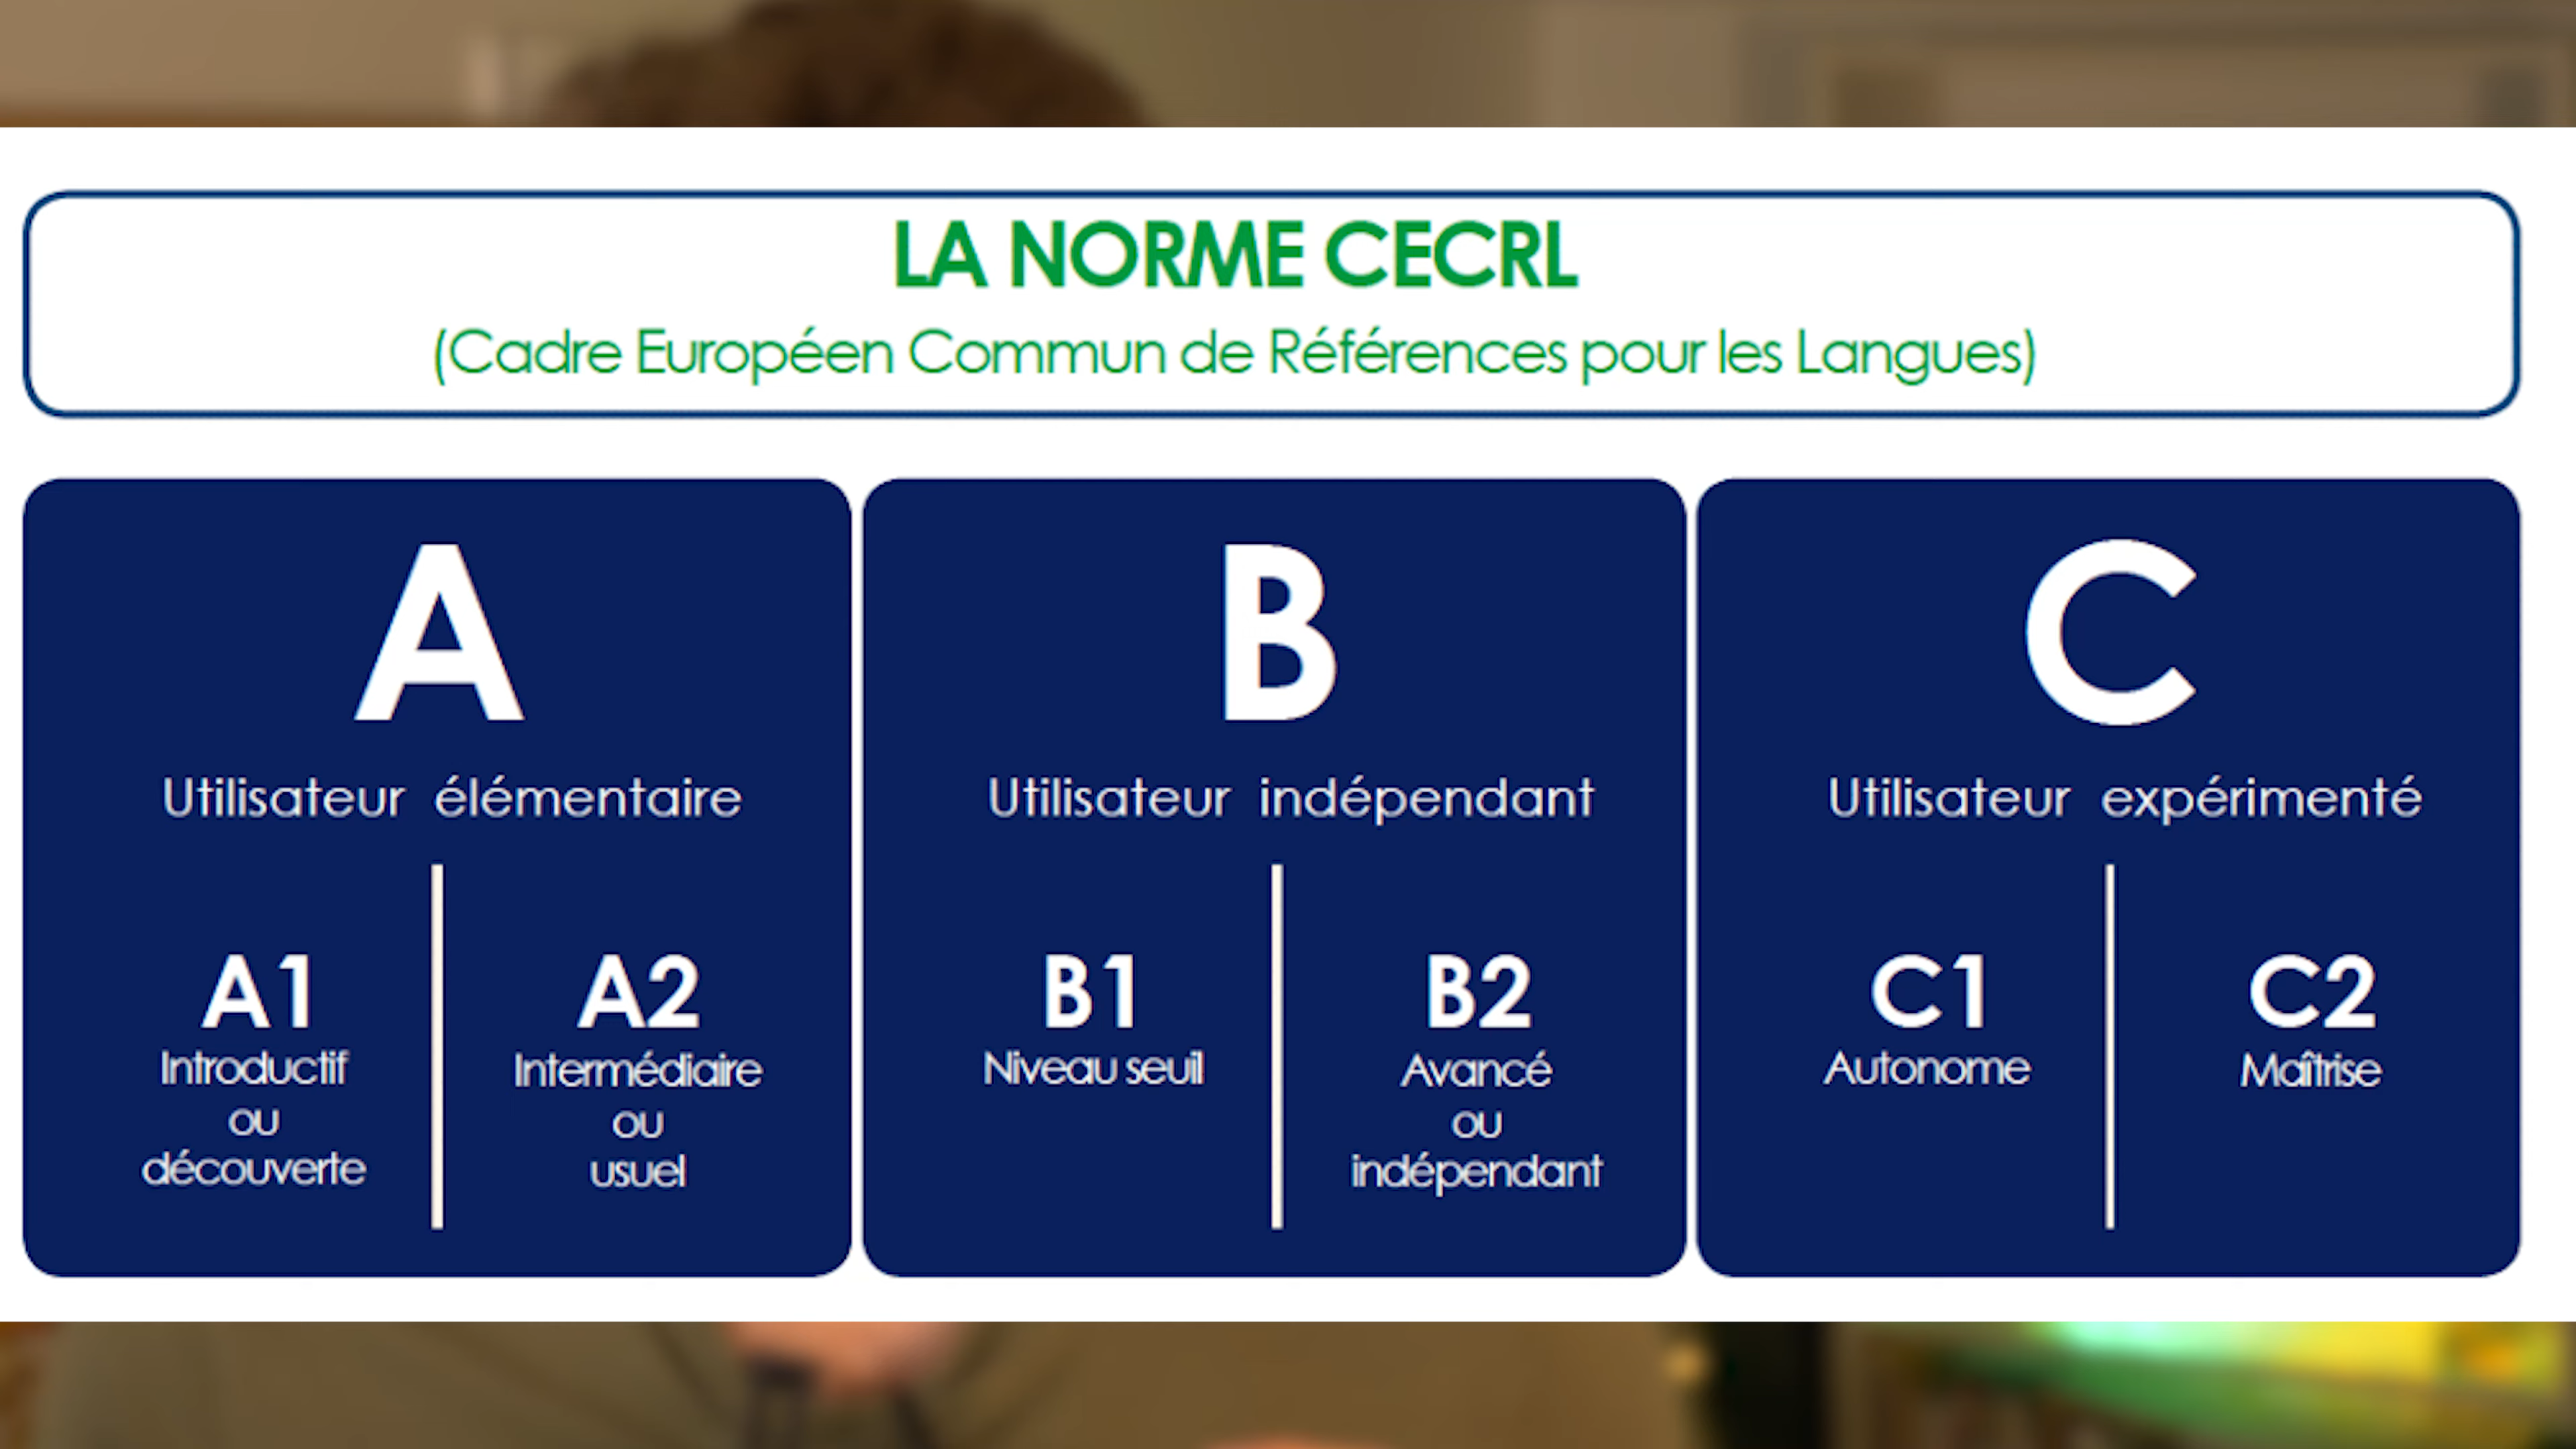 LA NORME CECRL
(Cadre Européen Commun de Références pour les Langues)
A
Utilisateur élémentaire
A1
Introductif
ou
découverte
A2
Intermédiaire
ou
usuel
B
Utilisateur indépendant
B1
Niveau seuil
B2
Avancé
ou
indépendant
C
Utilisateur expérimenté
C1
Autonome
C2
Maîtrise